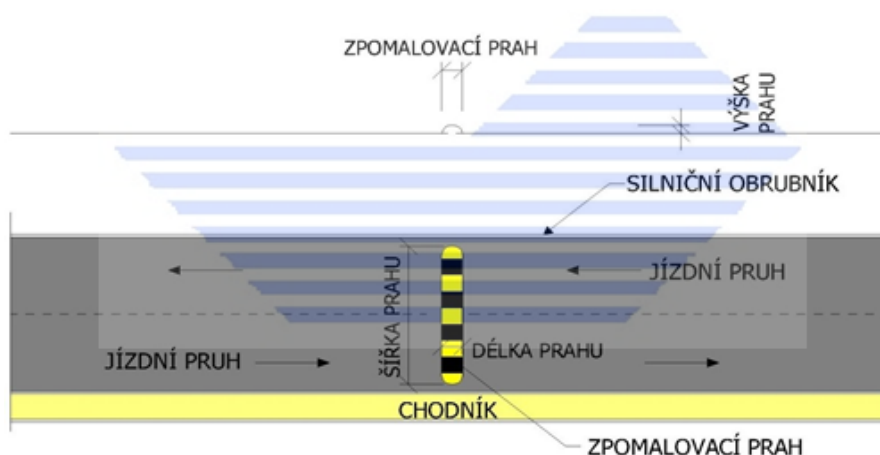 ZPOMALOVACÍ PRAH
VÝŠKA
PRAHU
SILNIČNÍ OBRUBNÍK
ŠÍŘKA PRAHU
JÍZDNÍ PRUH
JÍZDNÍ PRUH
DÉLKA PRAHU
CHODNÍK
ZPOMALOVACÍ PRAH